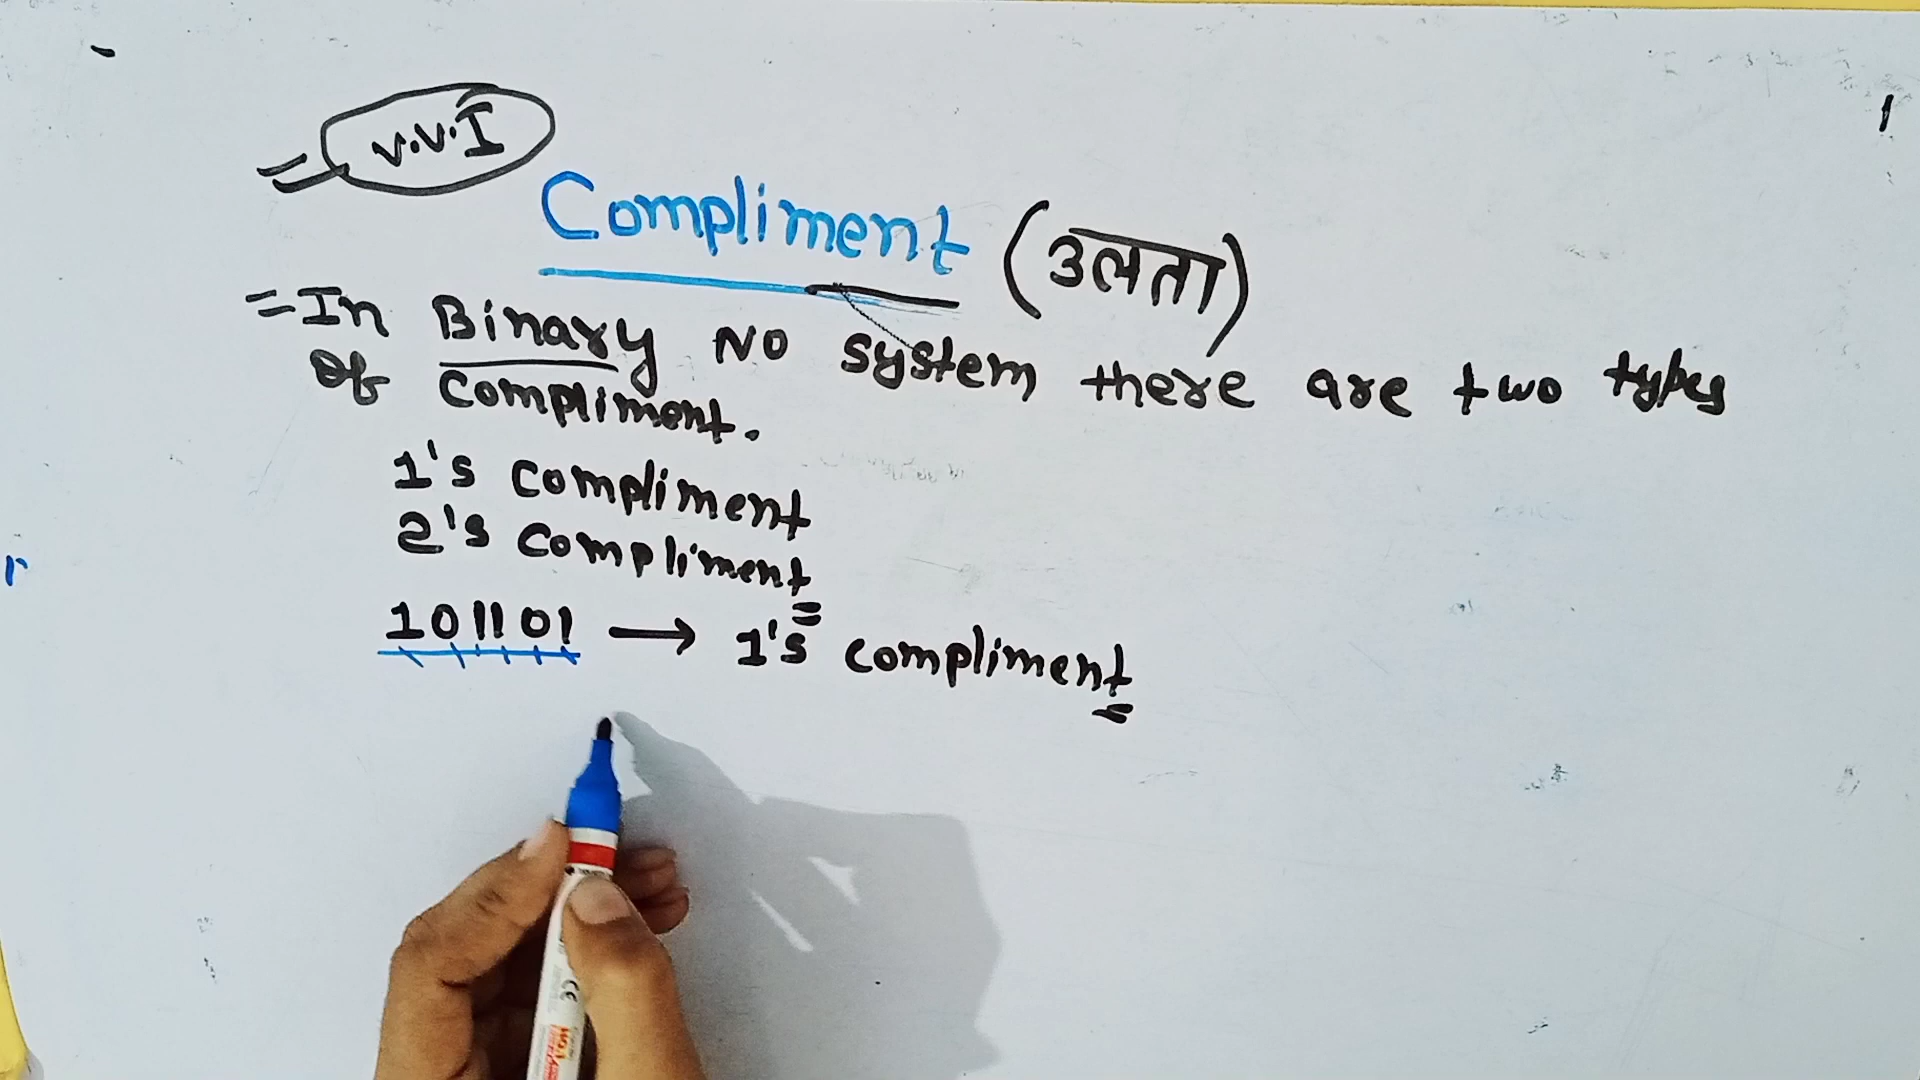 V.V.I
Compliment (उलता)
= In Binary NO system there are two types
of compliment.
1's compliment
2's compliment
101101 → 1's compliment